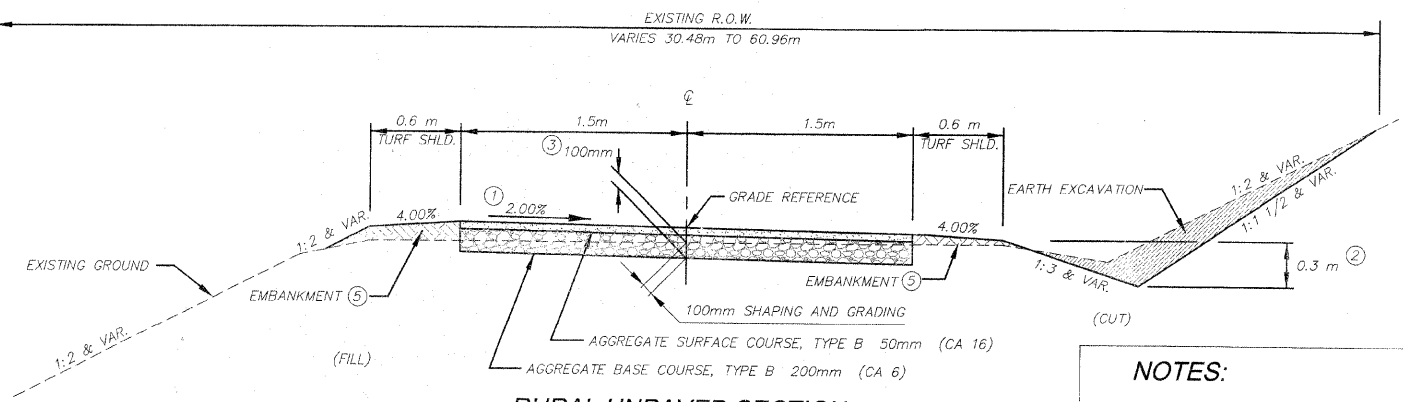 EXISTING R.O.W.
VARIES 30.48m TO 60.96m
℄
0.6 m
TURF SHLD.
1.5m
1.5m
0.6 m
TURF SHLD.
③ 100mm
① 2.00%
GRADE REFERENCE
EARTH EXCAVATION
1:2 & VAR.
1:1 1/2 & VAR.
4.00%
4.00%
1:2 & VAR.
EXISTING GROUND
EMBANKMENT ⑤
EMBANKMENT ⑤
1:3 & VAR.
0.3 m ②
100mm SHAPING AND GRADING
(CUT)
1:2 & VAR.
(FILL)
AGGREGATE SURFACE COURSE, TYPE B 50mm (CA 16)
AGGREGATE BASE COURSE, TYPE B 200mm (CA 6)
NOTES:
RURAL UNPAVED SECTION